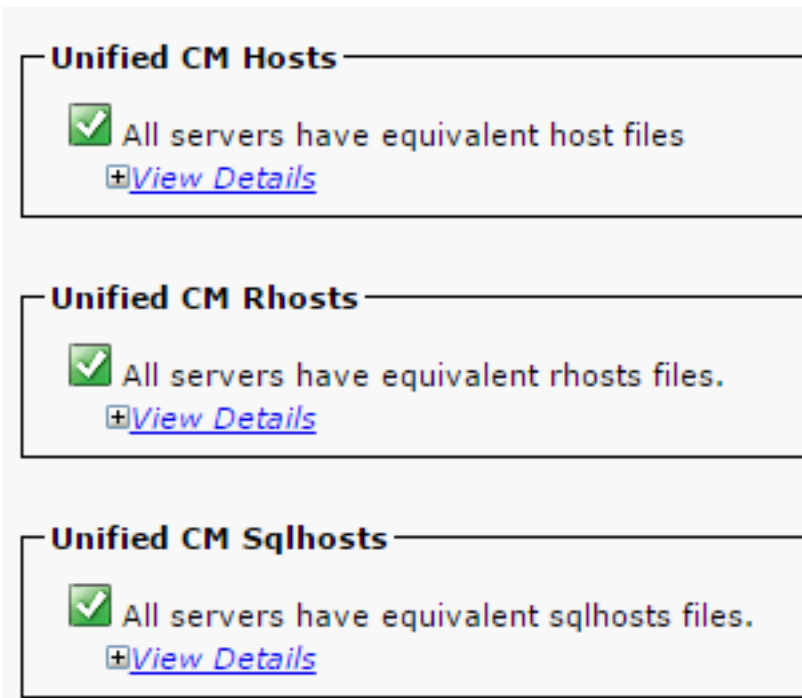 Unified CM Hosts
All servers have equivalent host files
View Details
Unified CM Rhosts
All servers have equivalent rhosts files.
View Details
Unified CM Sqlhosts
All servers have equivalent sqlhosts files.
View Details